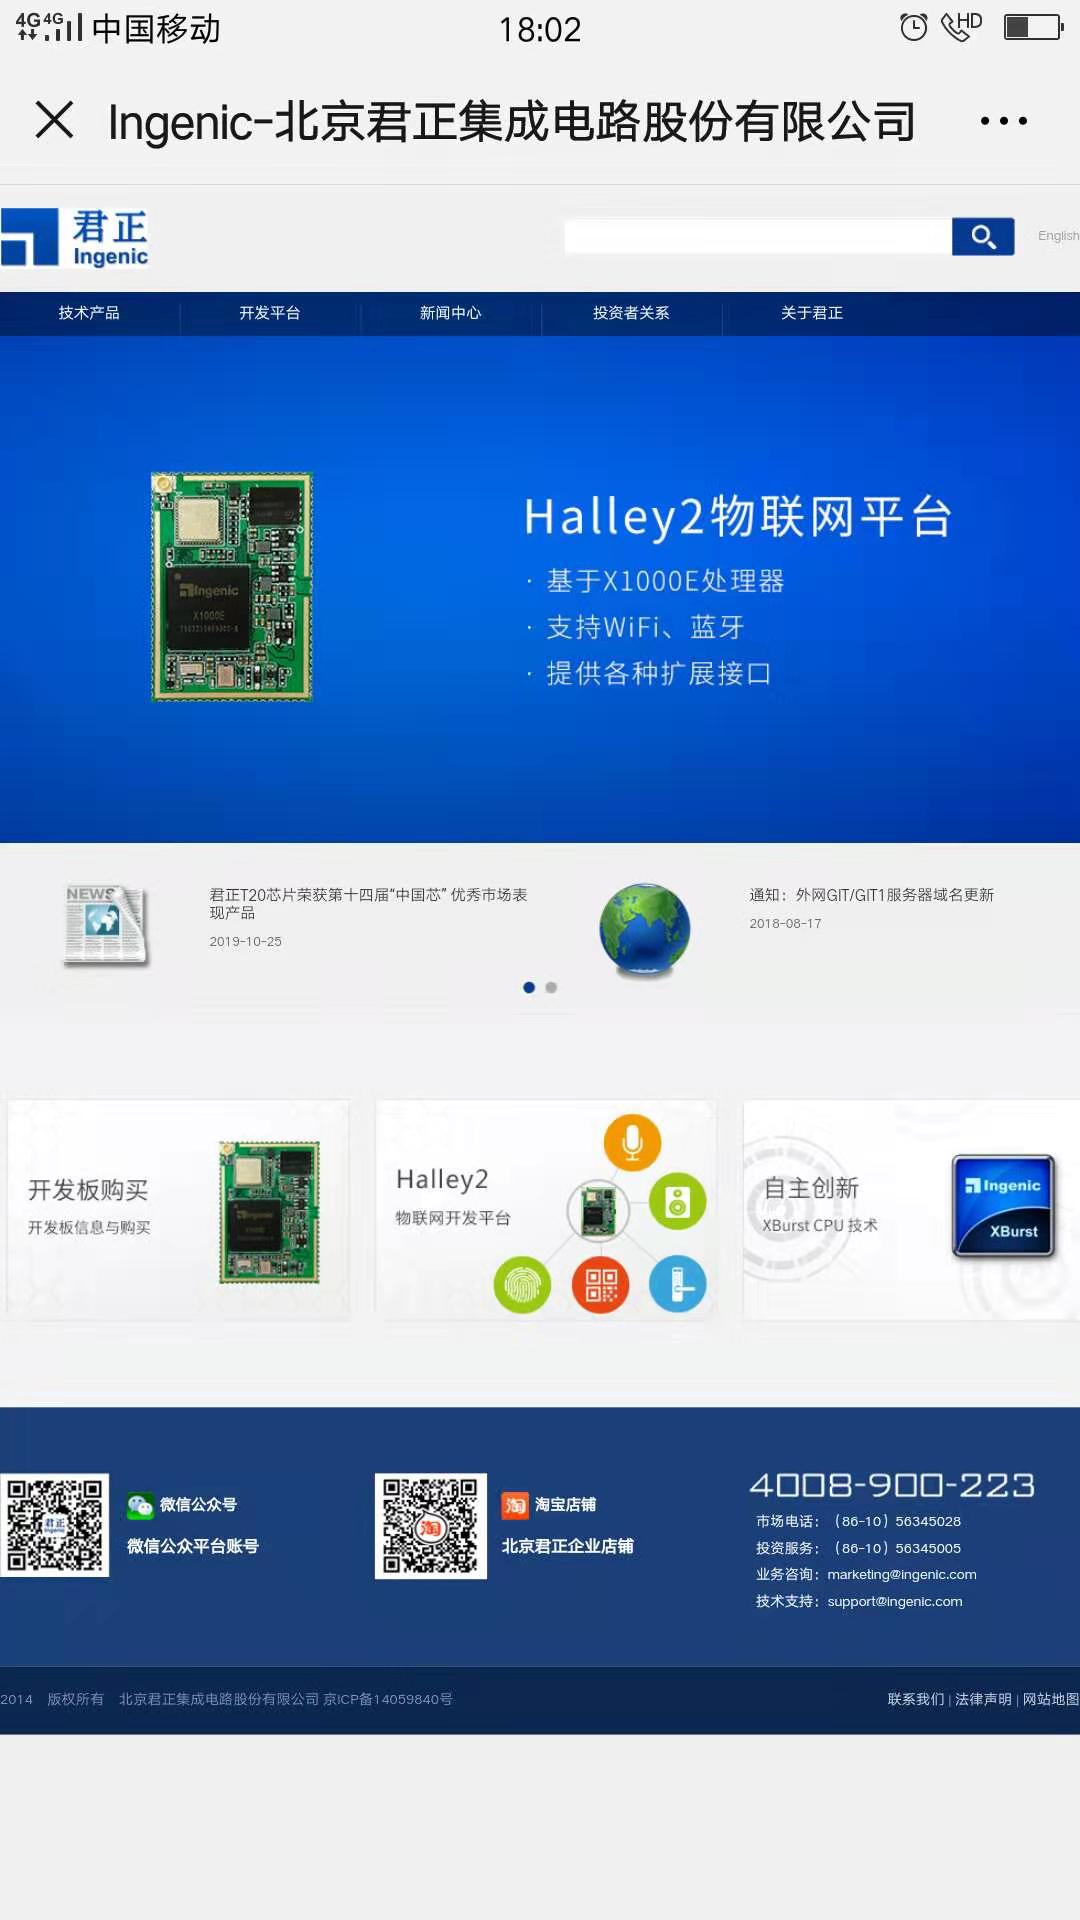 4G 4G 中国移动 18:02 HD
Ingenic-北京君正集成电路股份有限公司
君正
Ingenic
English
技术产品 开发平台 新闻中心 投资者关系 关于君正
Halley2物联网平台
· 基于X1000E处理器
· 支持WiFi、蓝牙
· 提供各种扩展接口
Ingenic
X1000E
NEWS
君正T20芯片荣获第十四届“中国芯” 优秀市场表
现产品
2019-10-25
通知：外网GIT/GIT1服务器域名更新
2018-08-17
开发板购买
开发板信息与购买
Halley2
物联网开发平台
自主创新
XBurst CPU 技术
Ingenic
XBurst
君正
Ingenic
微信公众号
微信公众平台账号
淘
淘
淘宝店铺
北京君正企业店铺
4008-900-223
市场电话：（86-10）56345028
投资服务：（86-10）56345005
业务咨询：marketing@ingenic.com
技术支持：support@ingenic.com
2014 版权所有 北京君正集成电路股份有限公司 京ICP备14059840号
联系我们 | 法律声明 | 网站地图